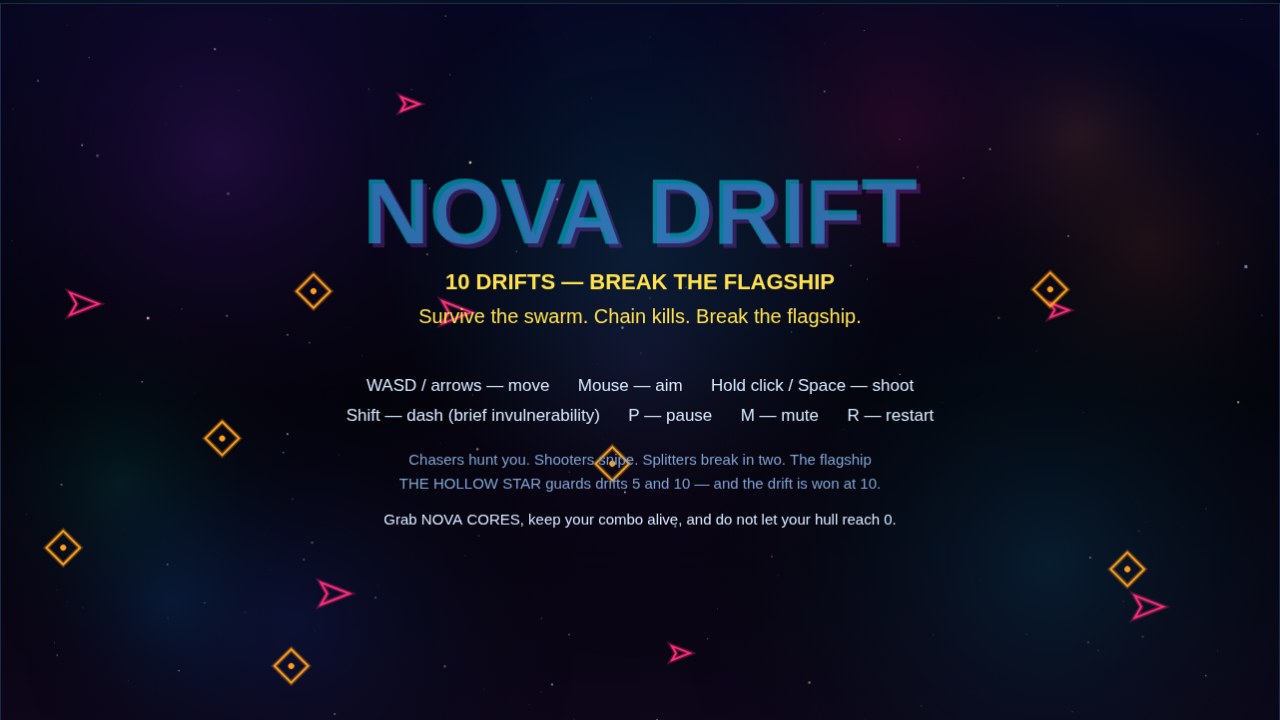 NOVA DRIFT
10 DRIFTS — BREAK THE FLAGSHIP
Survive the swarm. Chain kills. Break the flagship.
WASD / arrows — move Mouse — aim Hold click / Space — shoot
Shift — dash (brief invulnerability) P — pause M — mute R — restart
Chasers hunt you. Shooters snipe. Splitters break in two. The flagship
THE HOLLOW STAR guards drifts 5 and 10 — and the drift is won at 10.
Grab NOVA CORES, keep your combo alive, and do not let your hull reach 0.